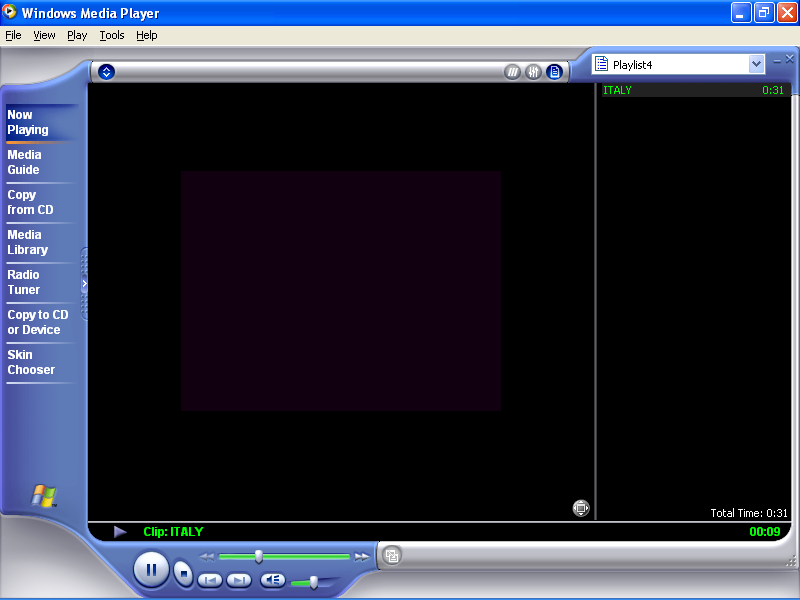 Windows Media Player
File View Play Tools Help
Playlist4
ITALY 0:31
Now
Playing
Media
Guide
Copy
from CD
Media
Library
Radio
Tuner
Copy to CD
or Device
Skin
Chooser
Total Time: 0:31
Clip: ITALY 00:09